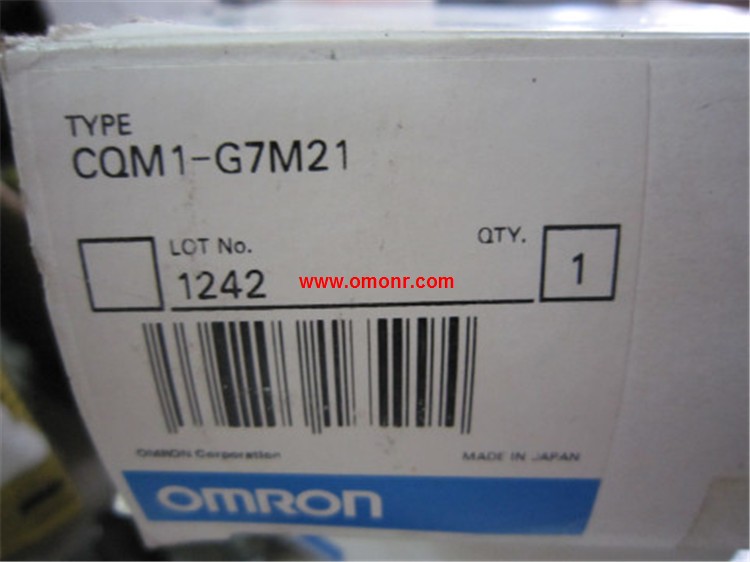 TYPE
CQM1-G7M21
LOT No.
1242
QTY.
1
www.omonr.com
OMRON Corporation
MADE IN JAPAN
OMRON